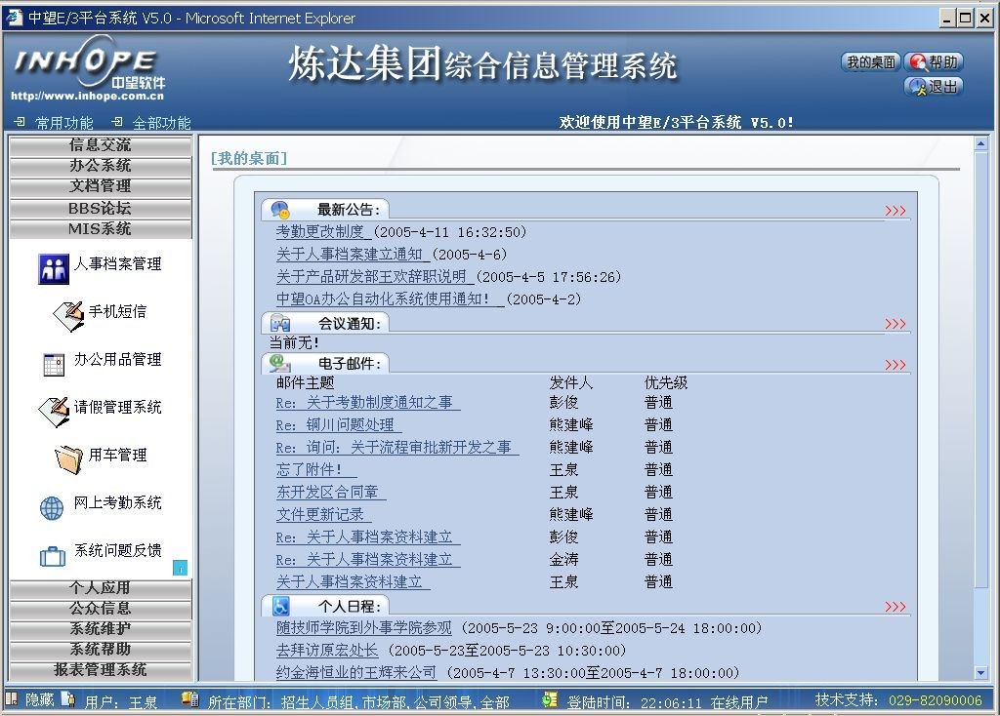 中望E/3平台系统 V5.0 - Microsoft Internet Explorer
INHOPE
中望软件
http://www.inhope.com.cn
炼达集团综合信息管理系统
我的桌面 帮助
退出
常用功能 全部功能
欢迎使用中望E/3平台系统 V5.0!
信息交流
办公系统
文档管理
BBS论坛
MIS系统
人事档案管理
手机短信
办公用品管理
请假管理系统
用车管理
网上考勤系统
系统问题反馈
个人应用
公众信息
系统维护
系统帮助
报表管理系统
[我的桌面]
最新公告: >>>
考勤更改制度 (2005-4-11 16:32:50)
关于人事档案建立通知 (2005-4-6)
关于产品研发部王欢辞职说明 (2005-4-5 17:56:26)
中望OA办公自动化系统使用通知! (2005-4-2)
会议通知: >>>
当前无!
电子邮件: >>>
邮件主题 发件人 优先级
Re: 关于考勤制度通知之事 彭俊 普通
Re: 铜川问题处理 熊建峰 普通
Re: 询问: 关于流程审批新开发之事 熊建峰 普通
忘了附件! 王泉 普通
东开发区合同章 王泉 普通
文件更新记录 熊建峰 普通
Re: 关于人事档案资料建立 彭俊 普通
Re: 关于人事档案资料建立 金涛 普通
关于人事档案资料建立 王泉 普通
个人日程: >>>
随技师学院到外事学院参观 (2005-5-23 9:00:00至2005-5-24 18:00:00)
去拜访原宏处长 (2005-5-23至2005-5-23 10:30:00)
约金海恒业的王辉来公司 (2005-4-7 13:30:00至2005-4-7 18:00:00)
隐藏 用户: 王泉 所在部门: 招生人员组,市场部,公司领导,全部 登陆时间: 22:06:11 在线用户 技术支持: 029-82090006